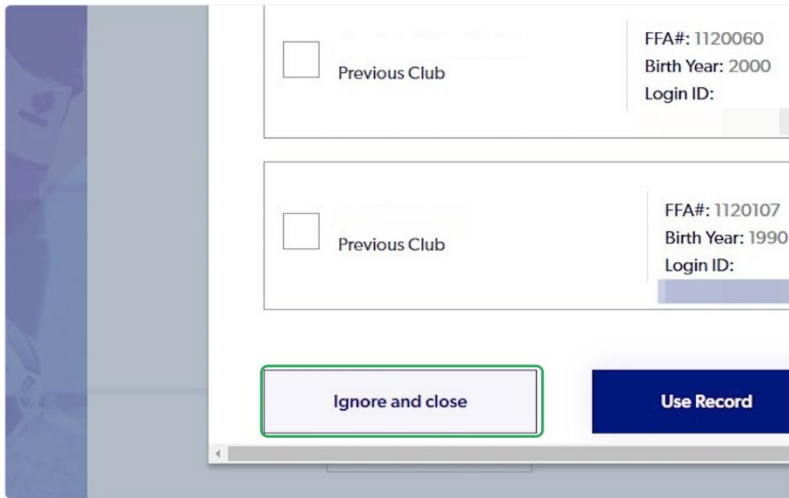 FFA#: 1120060
Birth Year: 2000
Previous Club
Login ID:
FFA#: 1120107
Birth Year: 1990
Previous Club
Login ID:
Ignore and close
Use Record